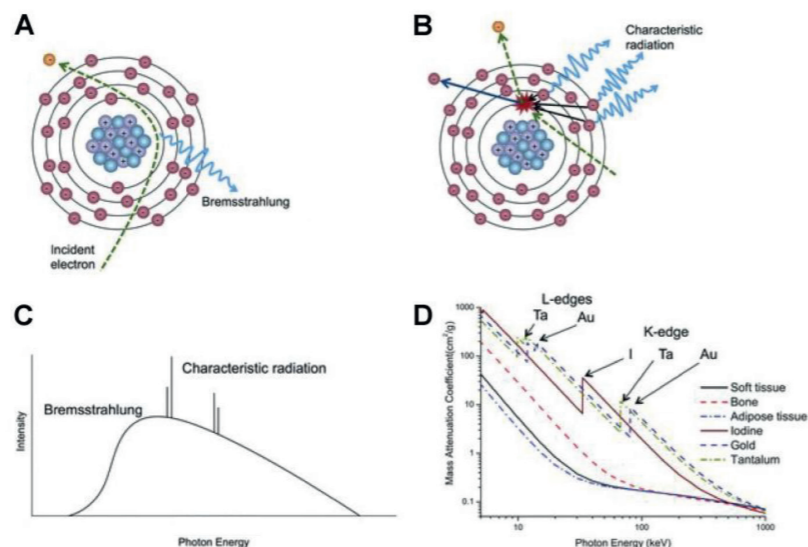 A
Bremsstrahlung
Incident
electron
B
Characteristic
radiation
C
Intensity
Bremsstrahlung
Characteristic radiation
Photon Energy
D
Mass Attenuation Coefficient(cm²/g)
1000
100
10
1
0.1
L-edges
Ta
Au
K-edge
I
Ta
Au
Soft tissue
Bone
Adipose tissue
Iodine
Gold
Tantalum
10
100
1000
Photon Energy (keV)